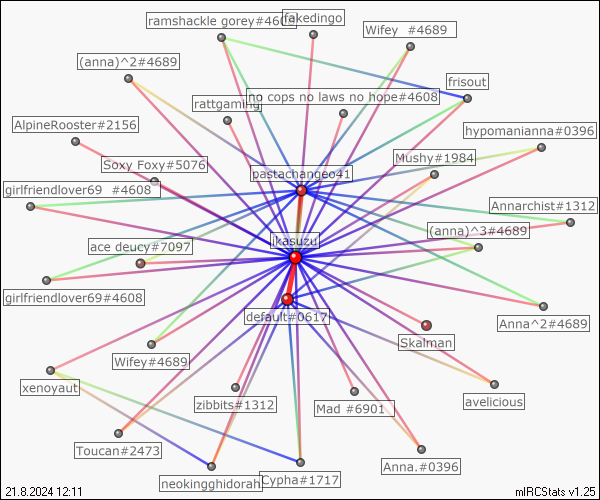 ramshackle gorey#4608
fakedingo
Wifey  #4689
(anna)^2#4689
frisout
rattgaming
no cops no laws no hope#4608
AlpineRooster#2156
hypomanianna#0396
Soxy Foxy#5076
Mushy#1984
pastachangeo41
girlfriendlover69  #4608
Annarchist#1312
(anna)^3#4689
ikasuzu
ace deucy#7097
girlfriendlover69#4608
default#0617
Anna^2#4689
Skalman
Wifey#4689
xenoyaut
zibbits#1312
Mad #6901
avelicious
Toucan#2473
Anna.#0396
neokingghidorah
Cypha#1717
21.8.2024 12:11
mIRCStats v1.25